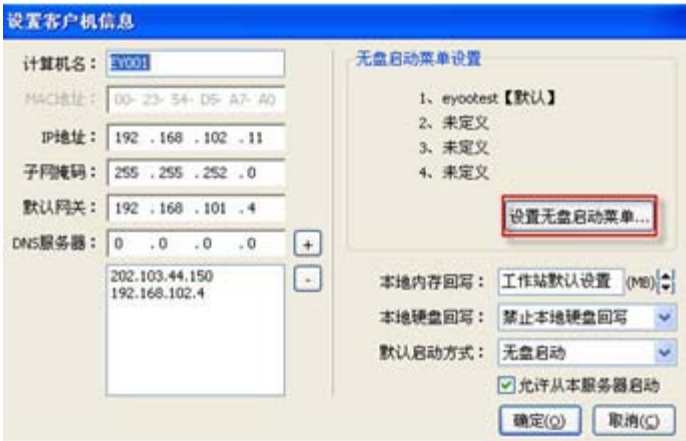 设置客户机信息
计算机名：EY001
MAC地址：00- 23- 54- D5- A7- A0
IP地址：192 .168 .102 .11
子网掩码：255 .255 .252 .0
默认网关：192 .168 .101 .4
DNS服务器：0 .0 .0 .0 +
202.103.44.150
192.168.102.4
-
无盘启动菜单设置
1、eyootest【默认】
2、未定义
3、未定义
4、未定义
设置无盘启动菜单...
本地内存回写：工作站默认设置 (MB)
本地硬盘回写：禁止本地硬盘回写
默认启动方式：无盘启动
允许从本服务器启动
确定(O) 取消(C)